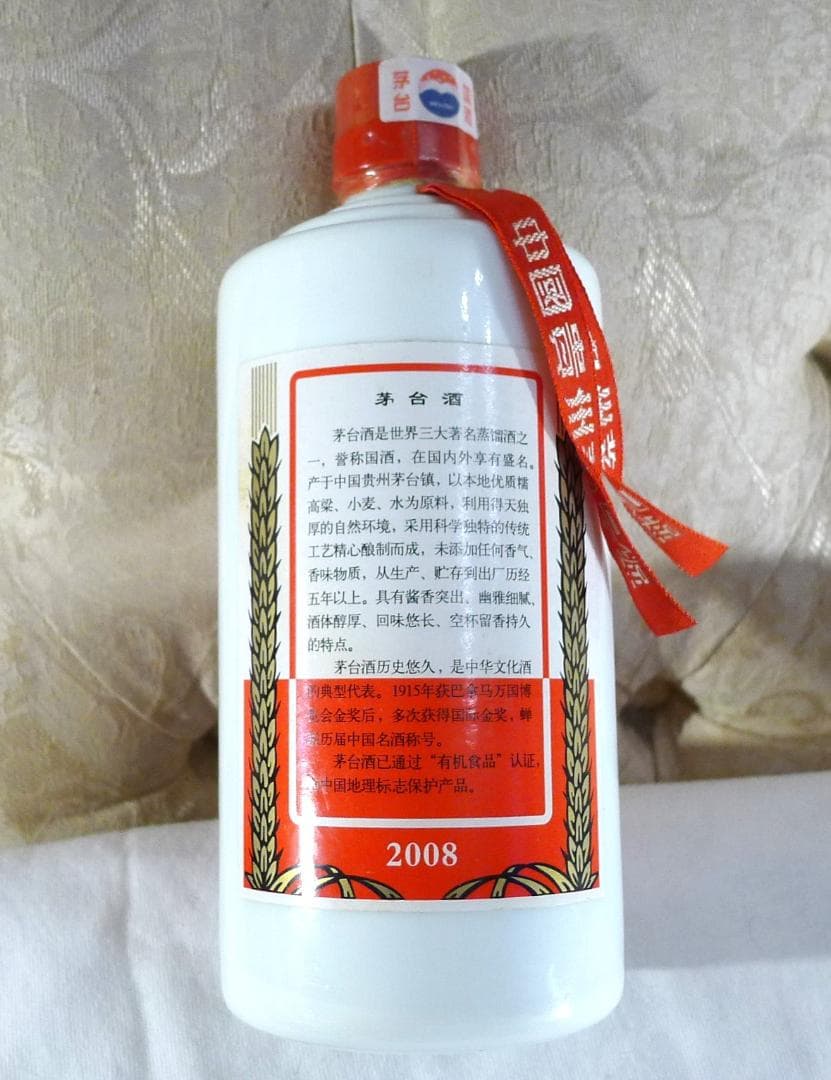 茅台
中国贵州
茅台酒
茅台酒是世界三大著名蒸馏酒之
一，誉称国酒，在国内外享有盛名。
产于中国贵州茅台镇，以本地优质糯
高粱、小麦、水为原料，利用得天独
厚的自然环境，采用科学独特的传统
工艺精心酿制而成，未添加任何香气、
香味物质，从生产、贮存到出厂历经
五年以上。具有酱香突出、幽雅细腻、
酒体醇厚、回味悠长、空杯留香持久
的特点。
茅台酒历史悠久，是中华文化酒
的典型代表。1915年获巴拿马万国博
览会金奖后，多次获得国际金奖，蝉
联历届中国名酒称号。
茅台酒已通过“有机食品”认证，
中国地理标志保护产品。
2008